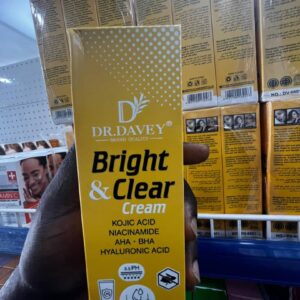 DR.DAVEY®
Bright
& Clear
Cream
KOJIC ACID
NIACINAMIDE
AHA - BHA
HYALURONIC ACID